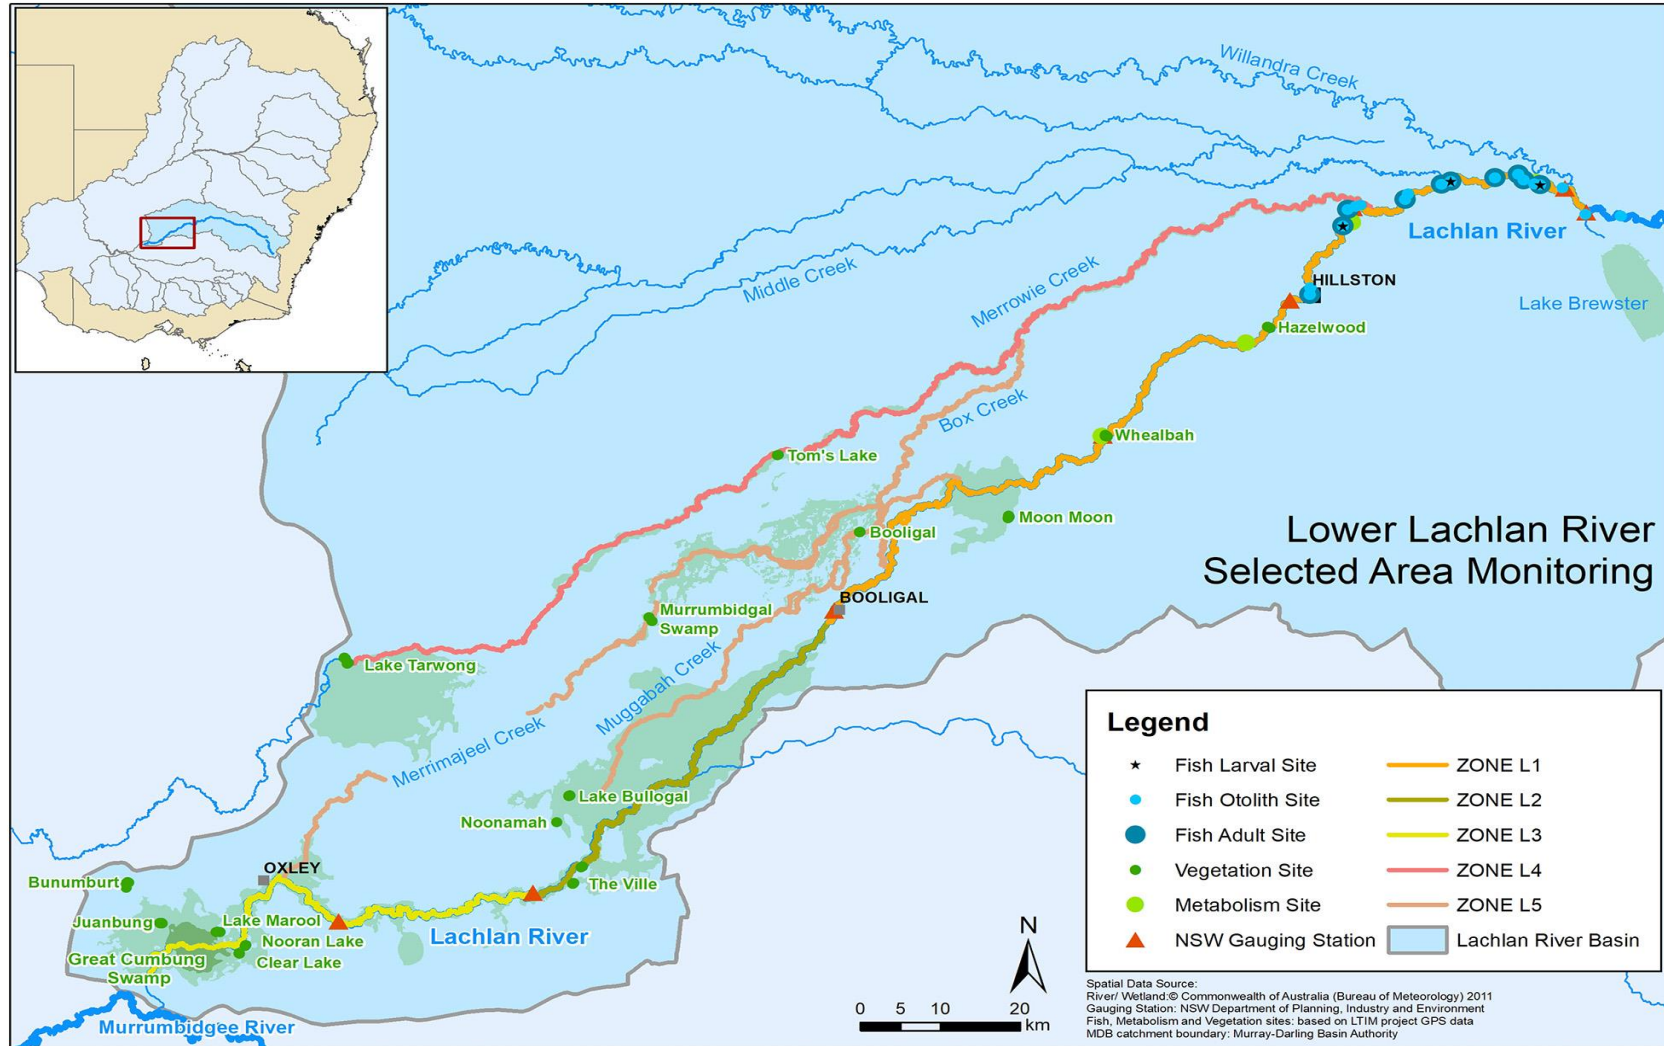 Willandra Creek
Lachlan River
Lake Brewster
HILLSTON
Hazelwood
Middle Creek
Merrowie Creek
Box Creek
Whealbah
Tom's Lake
Moon Moon
Booligal
Lower Lachlan River
Selected Area Monitoring
BOOLIGAL
Murrumbidgal
Swamp
Lake Tarwong
Muggabah Creek
Merrimajeel Creek
Lake Bullogal
Noonamah
The Ville
OXLEY
Bunumburt
Juanbung
Lake Marool
Nooran Lake
Clear Lake
Great Cumbung
Swamp
Lachlan River
Murrumbidgee River
N
0 5 10 20
km
Legend
Fish Larval Site
Fish Otolith Site
Fish Adult Site
Vegetation Site
Metabolism Site
NSW Gauging Station
ZONE L1
ZONE L2
ZONE L3
ZONE L4
ZONE L5
Lachlan River Basin
Spatial Data Source:
River/ Wetland:© Commonwealth of Australia (Bureau of Meteorology) 2011
Gauging Station: NSW Department of Planning, Industry and Environment
Fish, Metabolism and Vegetation sites: based on LTIM project GPS data
MDB catchment boundary: Murray-Darling Basin Authority